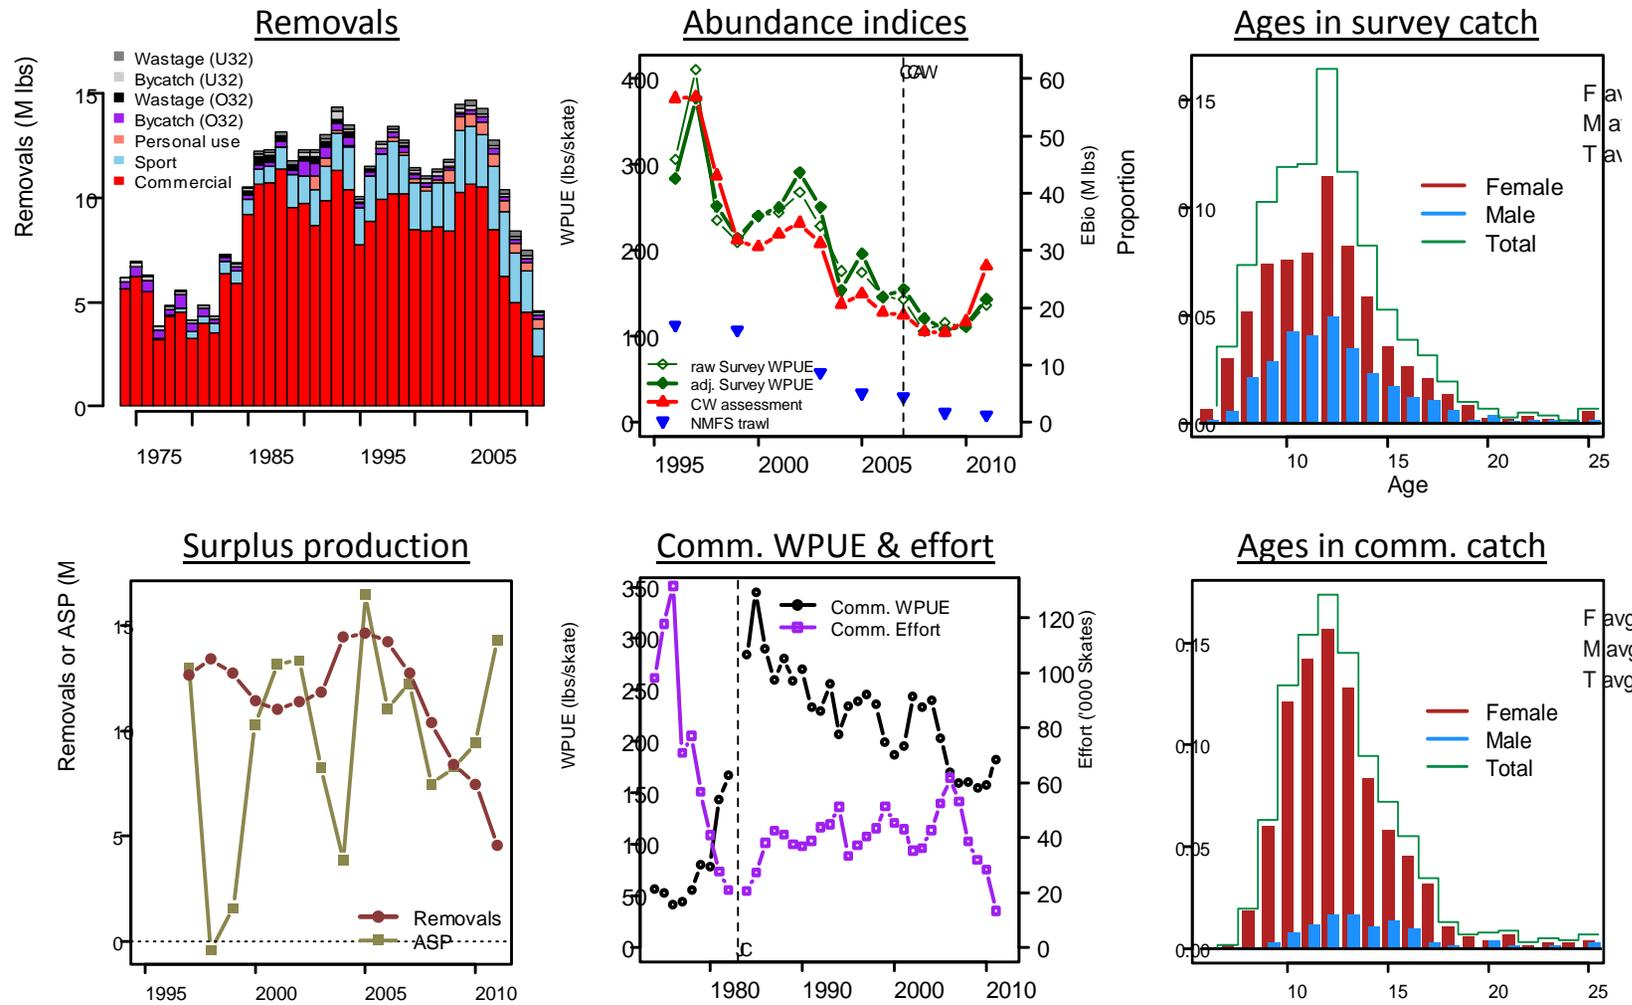 Removals
Removals (M lbs)
Wastage (U32)
Bycatch (U32)
Wastage (O32)
Bycatch (O32)
Personal use
Sport
Commercial
15
10
5
0
1975 1985 1995 2005
Abundance indices
WPUE (lbs/skate)
400
300
200
100
0
raw Survey WPUE
adj. Survey WPUE
CW assessment
NMFS trawl
60
50
40
30
20
10
0
EBio (M lbs)
1995 2000 2005 2010
Ages in survey catch
Proportion
0.15
0.10
0.05
0.00
F av
M a
T av
Female
Male
Total
10 15 20 25
Age
Surplus production
Removals or ASP (M
15
10
5
0
Removals
ASP
1995 2000 2005 2010
Comm. WPUE & effort
WPUE (lbs/skate)
350
300
250
200
150
100
50
0
Comm. WPUE
Comm. Effort
120
100
80
60
40
20
0
Effort ('000 Skates)
1980 1990 2000 2010
Ages in comm. catch
0.15
0.10
0.05
0.00
F avg
M avg
T avg
Female
Male
Total
10 15 20 25